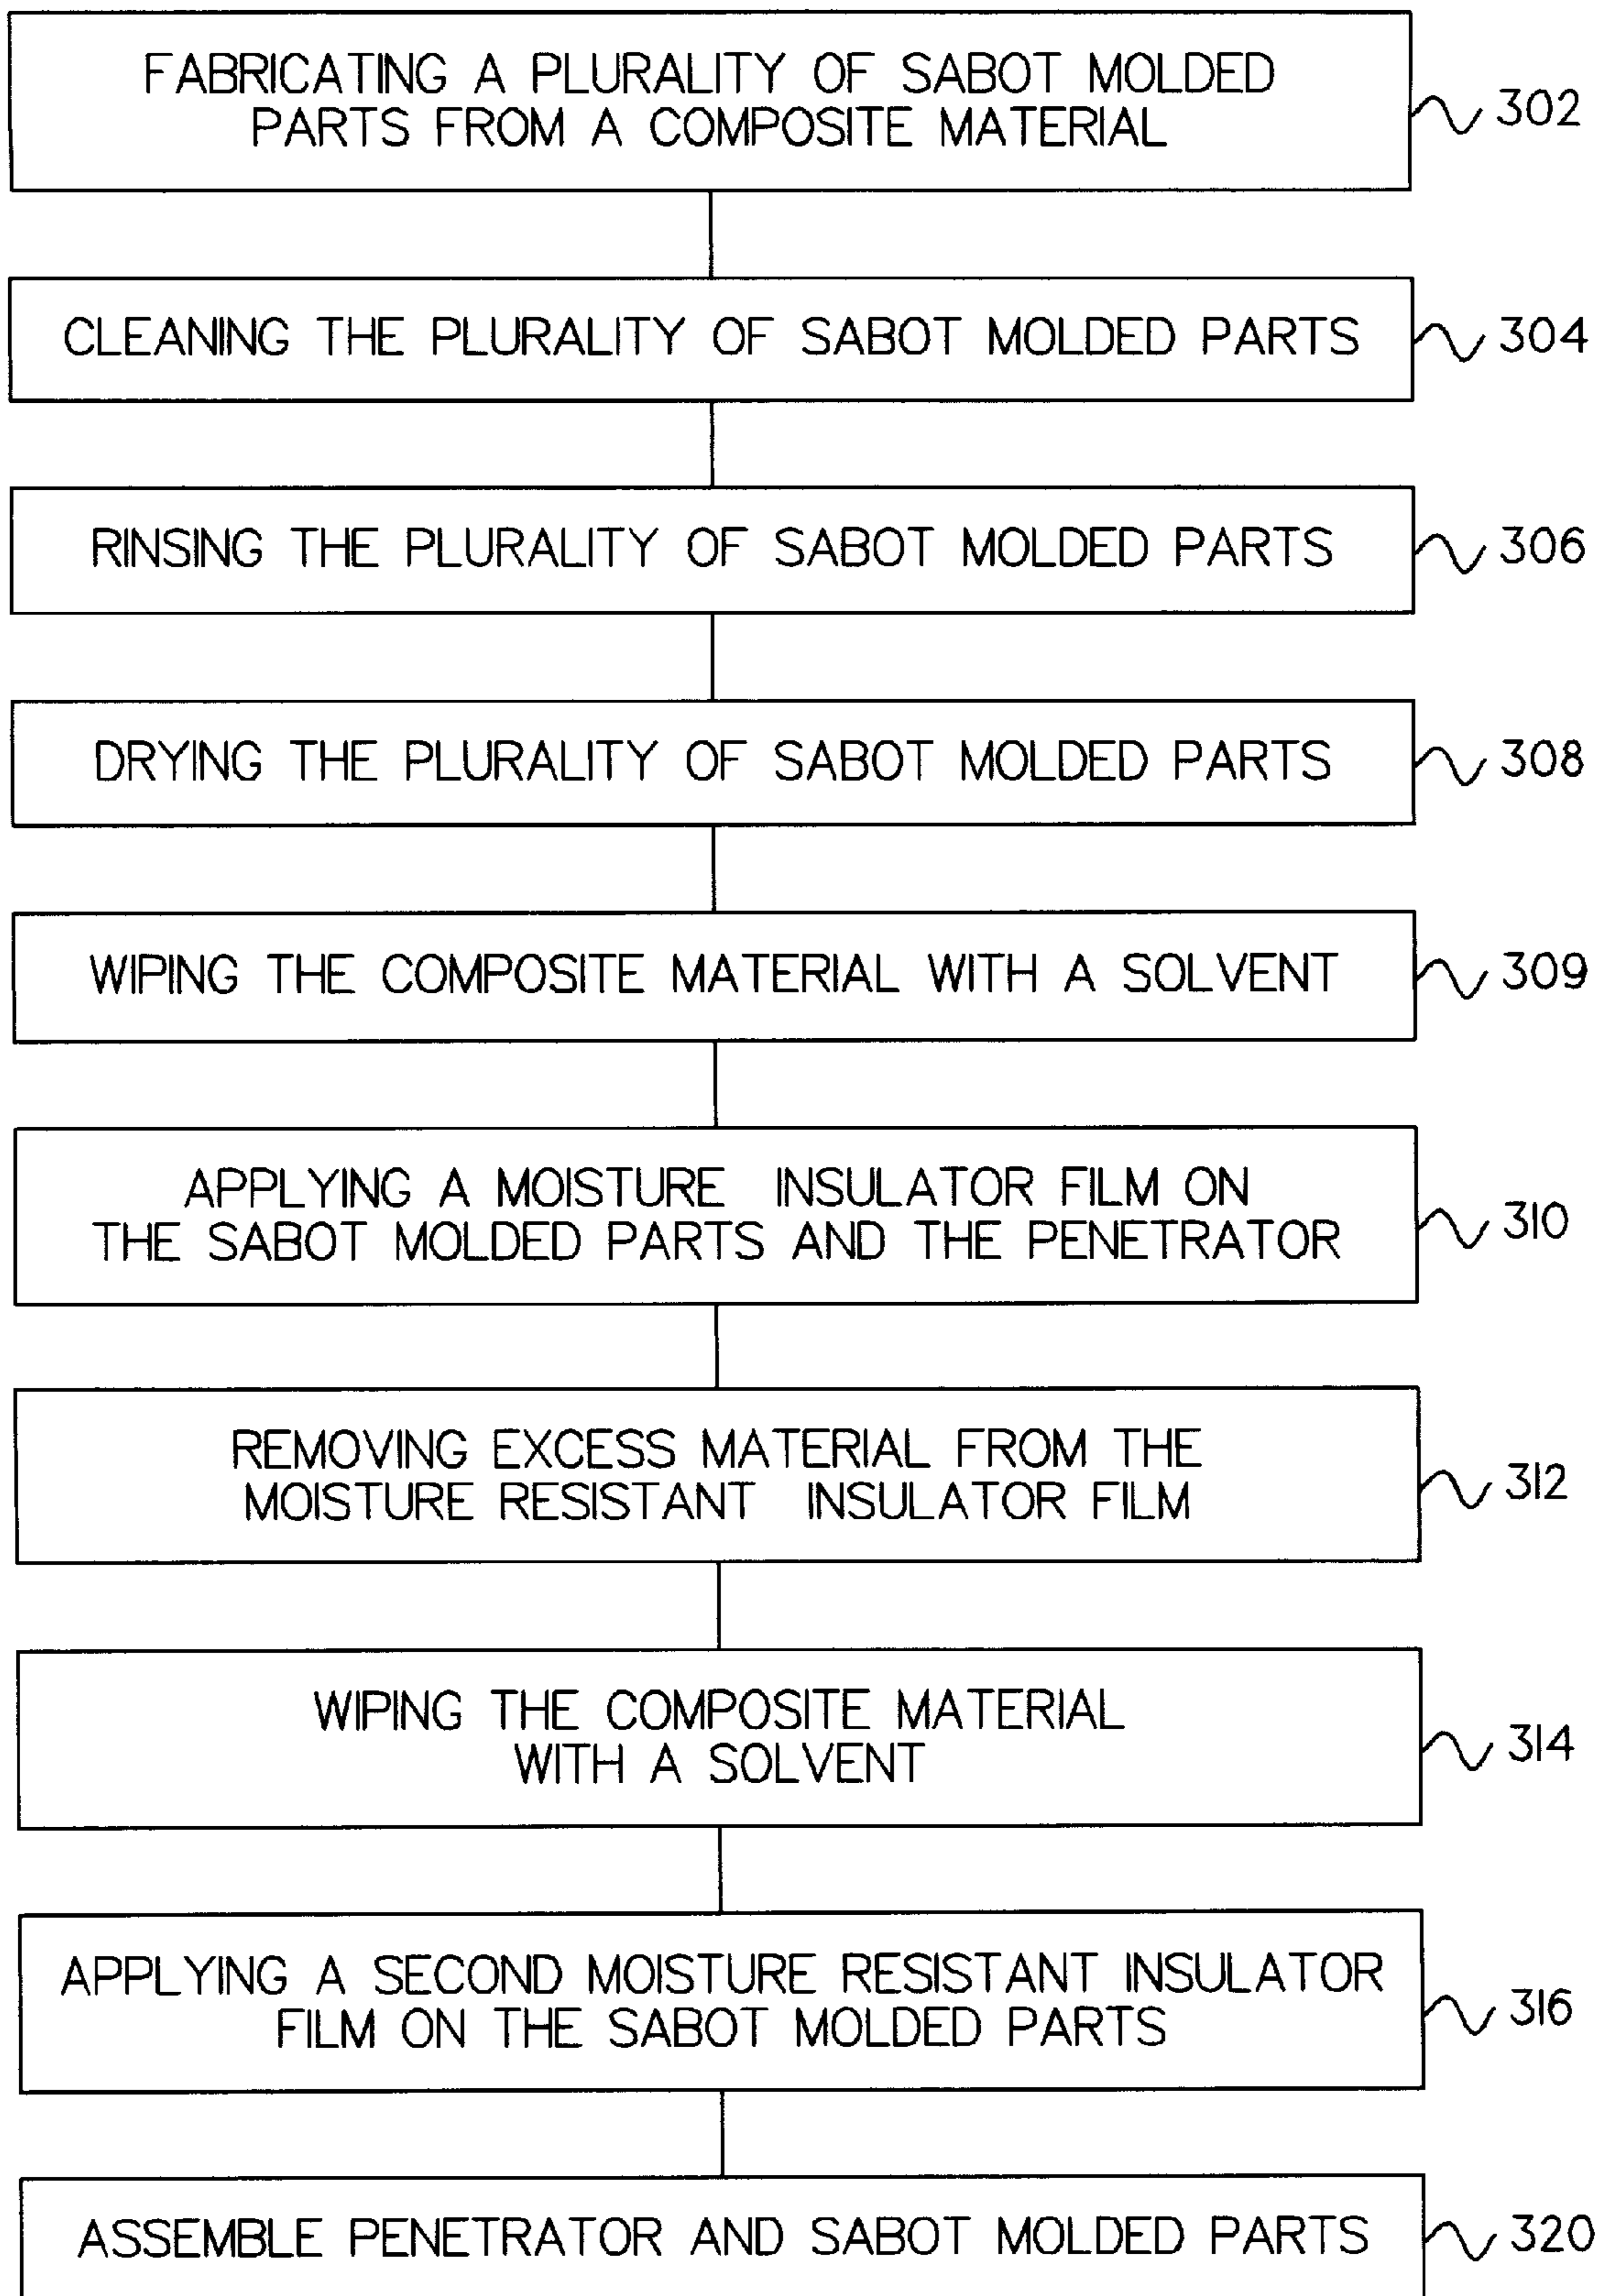 FABRICATING A PLURALITY OF SABOT MOLDED
PARTS FROM A COMPOSITE MATERIAL
302
CLEANING THE PLURALITY OF SABOT MOLDED PARTS
304
RINSING THE PLURALITY OF SABOT MOLDED PARTS
306
DRYING THE PLURALITY OF SABOT MOLDED PARTS
308
WIPING THE COMPOSITE MATERIAL WITH A SOLVENT
309
APPLYING A MOISTURE INSULATOR FILM ON
THE SABOT MOLDED PARTS AND THE PENETRATOR
310
REMOVING EXCESS MATERIAL FROM THE
MOISTURE RESISTANT INSULATOR FILM
312
WIPING THE COMPOSITE MATERIAL
WITH A SOLVENT
314
APPLYING A SECOND MOISTURE RESISTANT INSULATOR
FILM ON THE SABOT MOLDED PARTS
316
ASSEMBLE PENETRATOR AND SABOT MOLDED PARTS
320